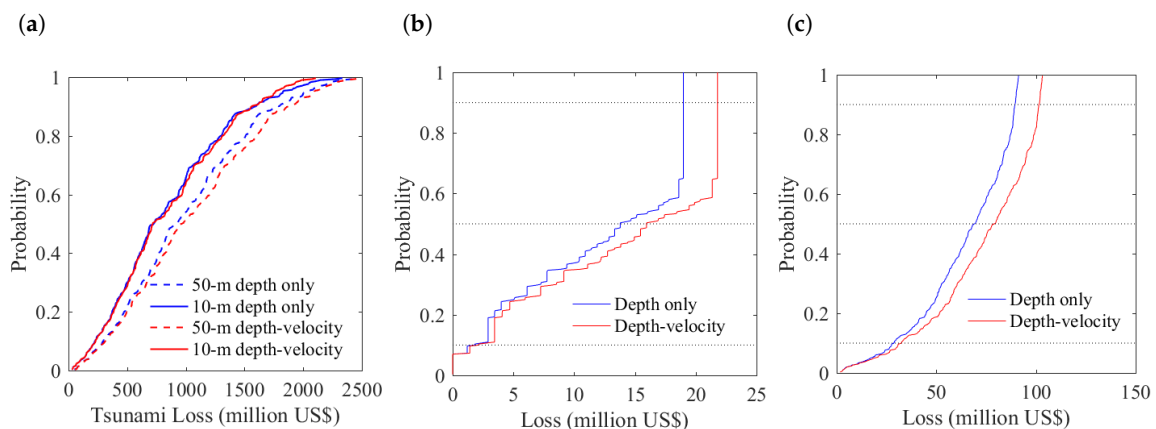 (a)
(b)
(c)
1
0.8
0.6
0.4
0.2
0
Probability
0
500
1000
1500
2000
2500
Tsunami Loss (million US$)
50-m depth only
10-m depth only
50-m depth-velocity
10-m depth-velocity
1
0.8
0.6
0.4
0.2
0
Probability
0
5
10
15
20
25
Loss (million US$)
Depth only
Depth-velocity
1
0.8
0.6
0.4
0.2
0
Probability
0
50
100
150
Loss (million US$)
Depth only
Depth-velocity